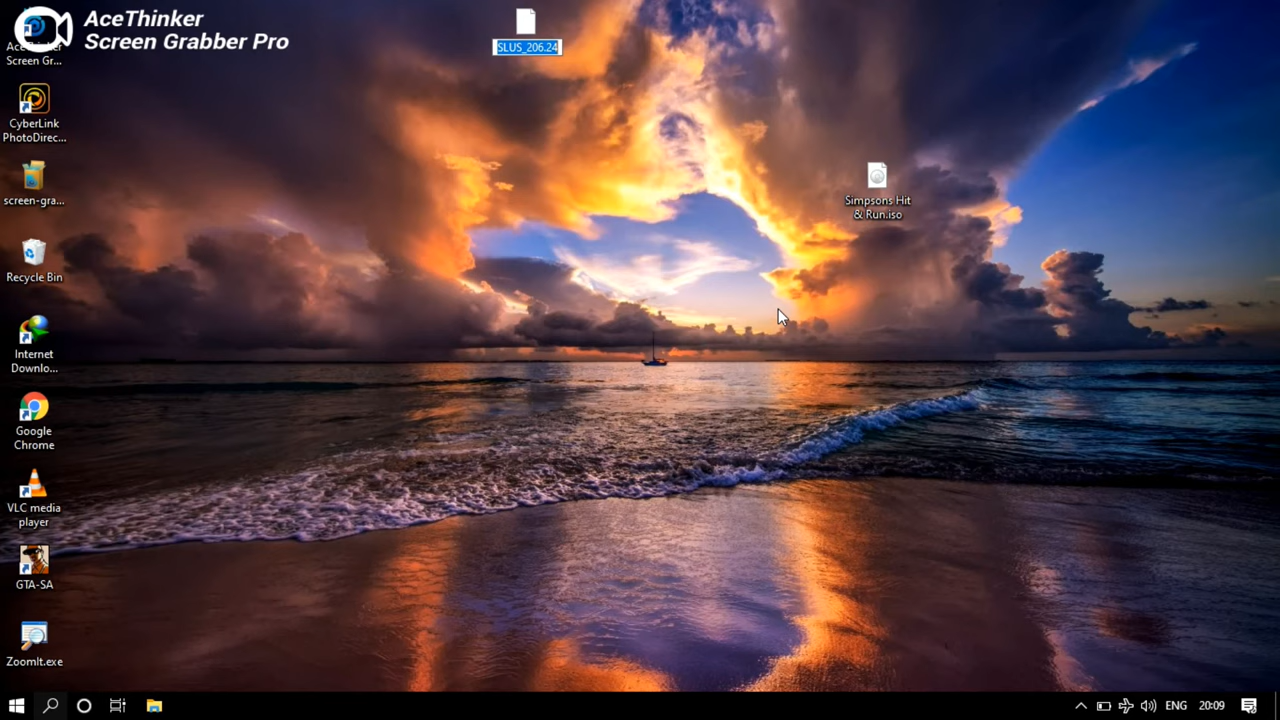 AceThinker
Screen Grabber Pro
Screen Gr...
CyberLink
PhotoDirec...
screen-gra...
Recycle Bin
Internet
Downlo...
Google
Chrome
VLC media
player
GTA-SA
ZoomIt.exe
SLUS_206.24
Simpsons Hit
& Run.iso
ENG
20:09